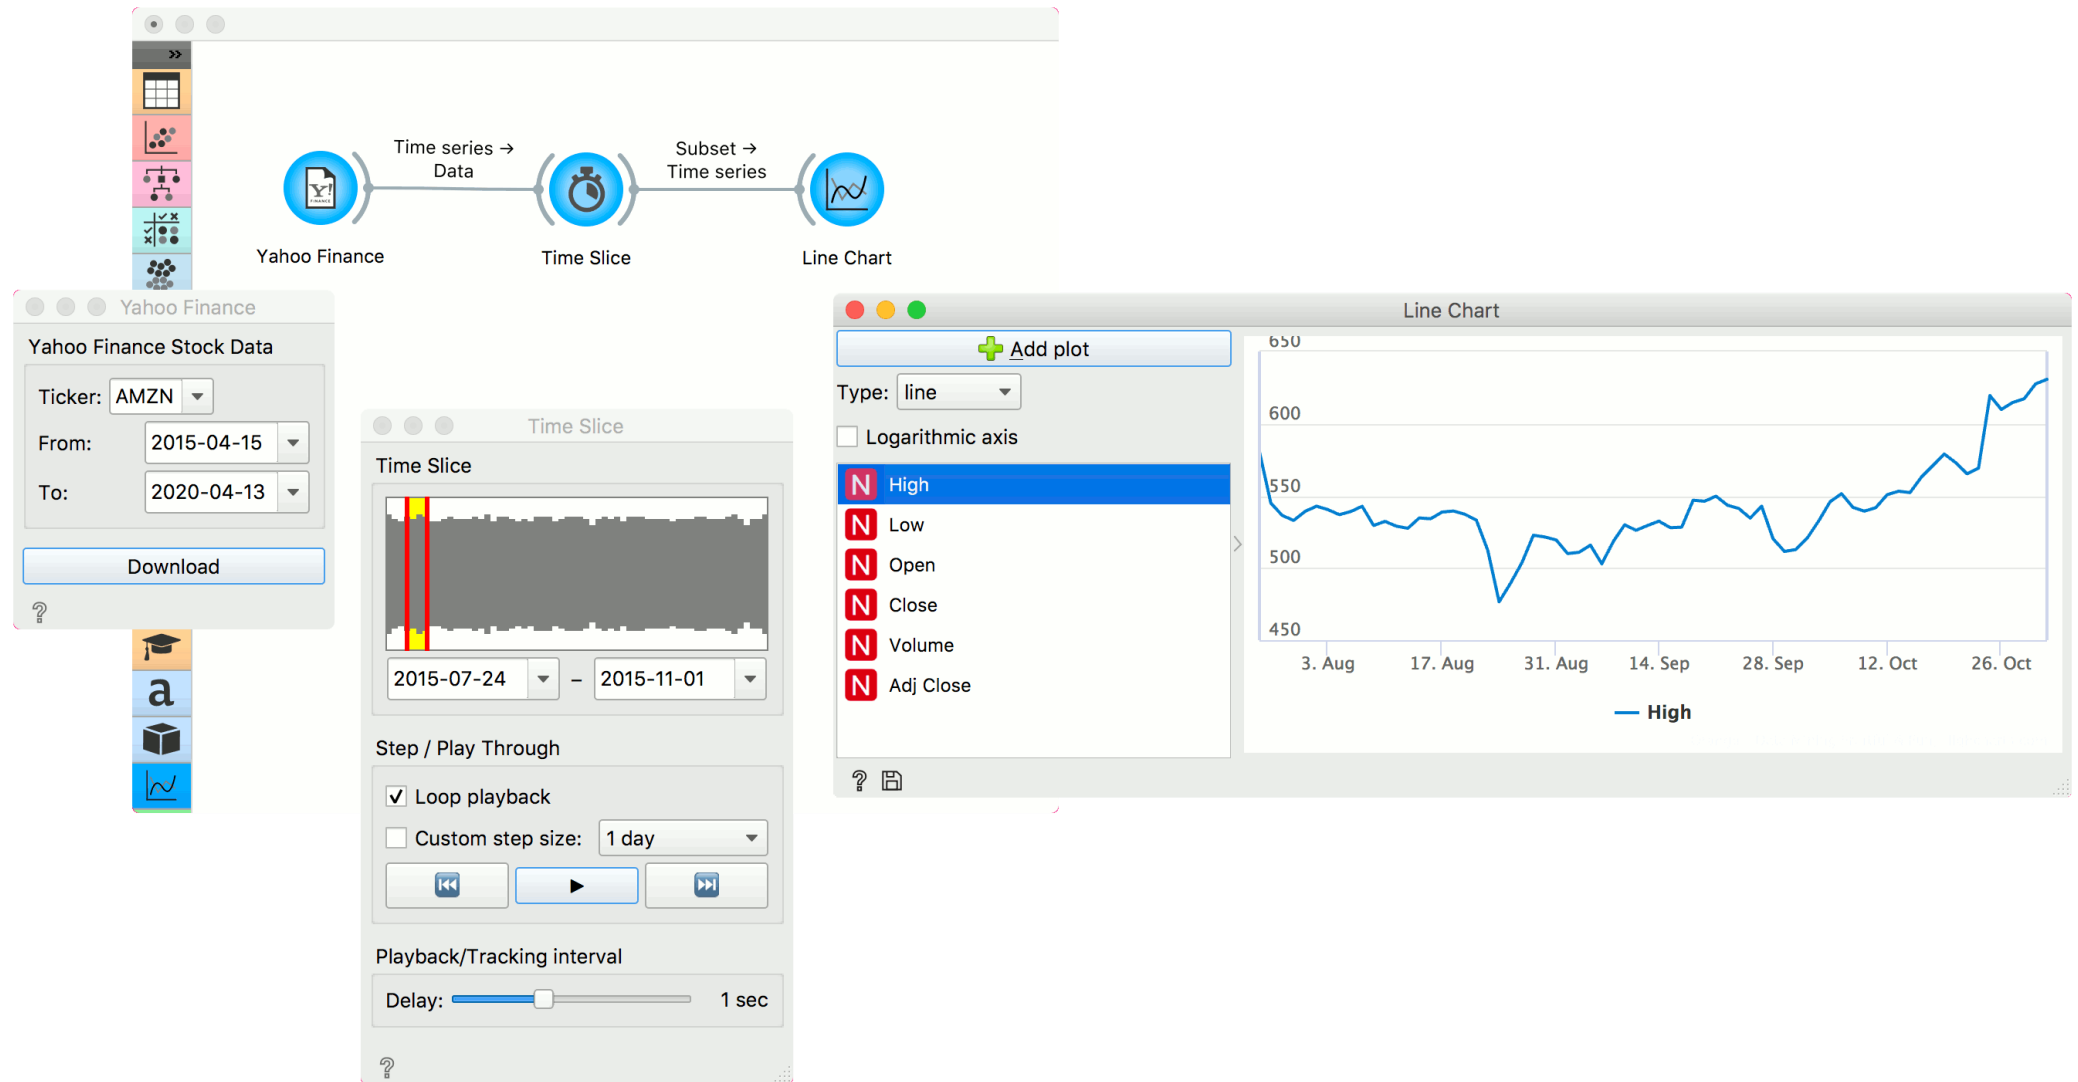 Time series →
Data
Subset →
Time series
Y!
FINANCE
Yahoo Finance
Time Slice
Line Chart
Yahoo Finance
Yahoo Finance Stock Data
Ticker: AMZN
From: 2015-04-15
To: 2020-04-13
Download
?
a
Time Slice
Time Slice
2015-07-24 – 2015-11-01
Step / Play Through
Loop playback
Custom step size: 1 day
Playback/Tracking interval
Delay: 1 sec
?
Line Chart
Add plot
Type: line
Logarithmic axis
N High
N Low
N Open
N Close
N Volume
N Adj Close
?
650
600
550
500
450
3. Aug 17. Aug 31. Aug 14. Sep 28. Sep 12. Oct 26. Oct
High